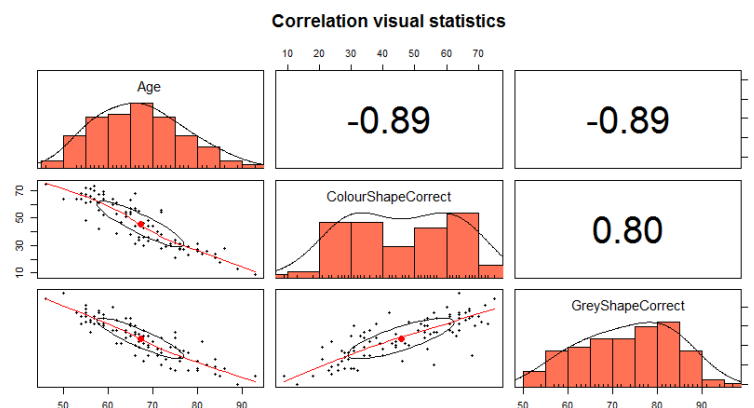 Correlation visual statistics
10 20 30 40 50 60 70
Age
-0.89
-0.89
70
50
30
10
ColourShapeCorrect
0.80
GreyShapeCorrect
50 60 70 80 90
50 60 70 80 90